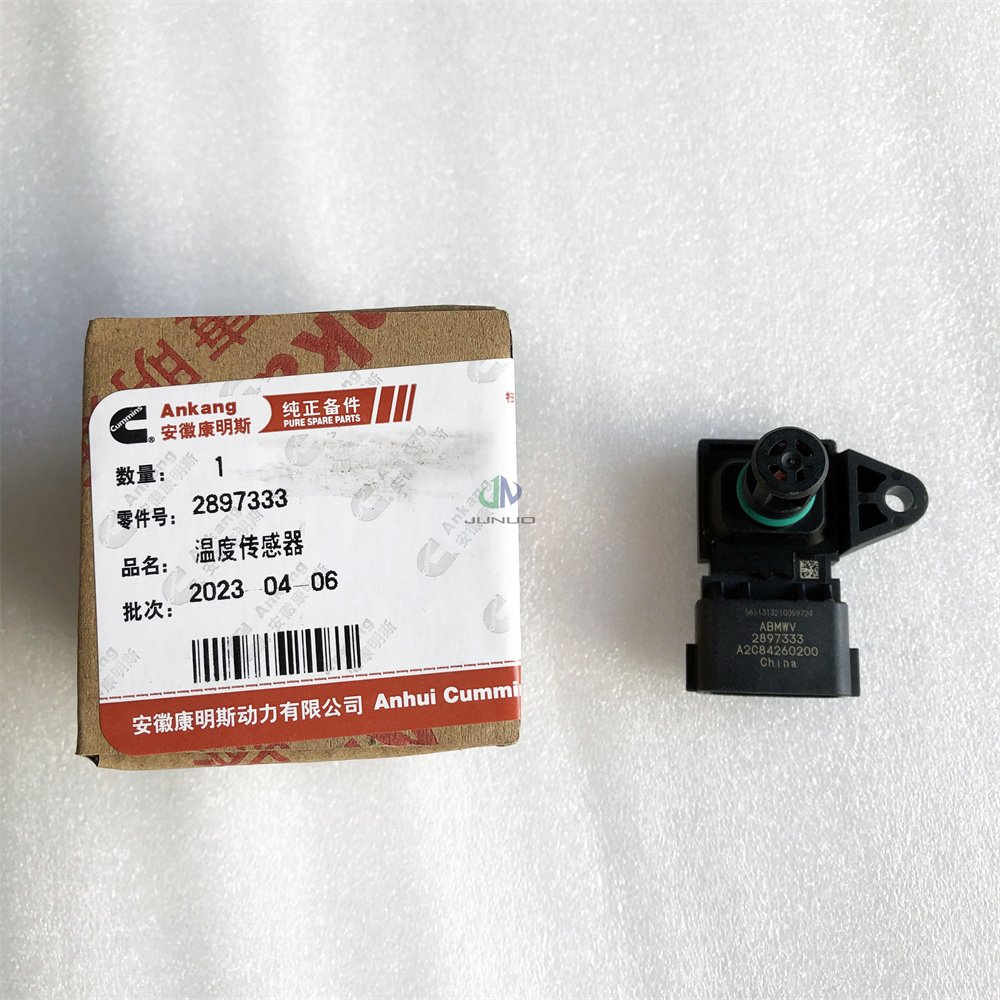 Cummins
Ankang
安徽康明斯
纯正备件
PURE SPARE PARTS
数量： 1
零件号： 2897333
品名： 温度传感器
批次： 2023 04-06
安徽康明斯动力有限公司 Anhui Cummi
JUNUO
5651313210059724
ABMWV
2897333
A2C84260200
China